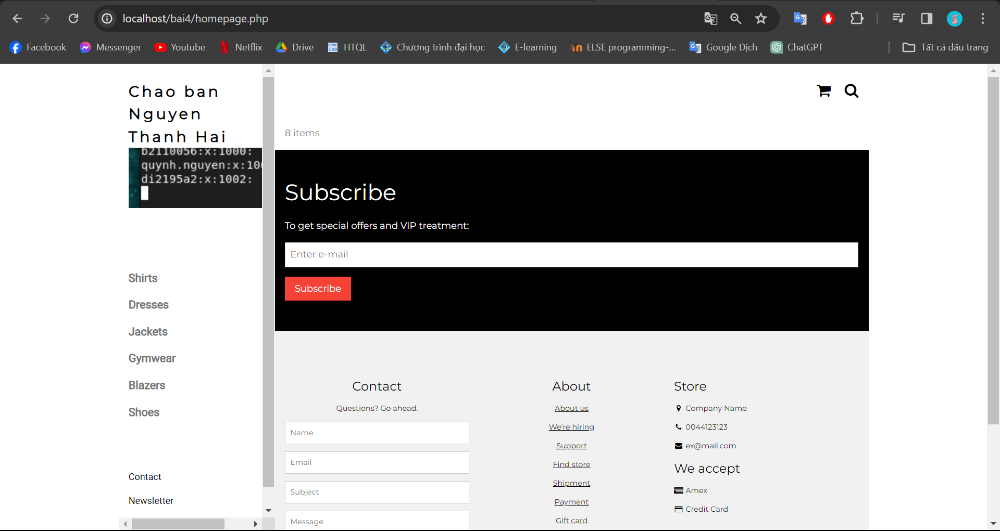 localhost/bai4/homepage.php
Facebook
Messenger
Youtube
Netflix
Drive
HTQL
Chương trình đại học
E-learning
ELSE programming-...
Google Dịch
ChatGPT
Tất cả dấu trang
Chao ban
Nguyen
Thanh Hai
b2110056:x:1000:
quynh.nguyen:x:100
di2195a2:x:1002:
Shirts
Dresses
Jackets
Gymwear
Blazers
Shoes
Contact
Newsletter
8 items
Subscribe
To get special offers and VIP treatment:
Enter e-mail
Subscribe
Contact
Questions? Go ahead.
Name
Email
Subject
Message
About
About us
We're hiring
Support
Find store
Shipment
Payment
Gift card
Store
Company Name
0044123123
ex@mail.com
We accept
Amex
Credit Card